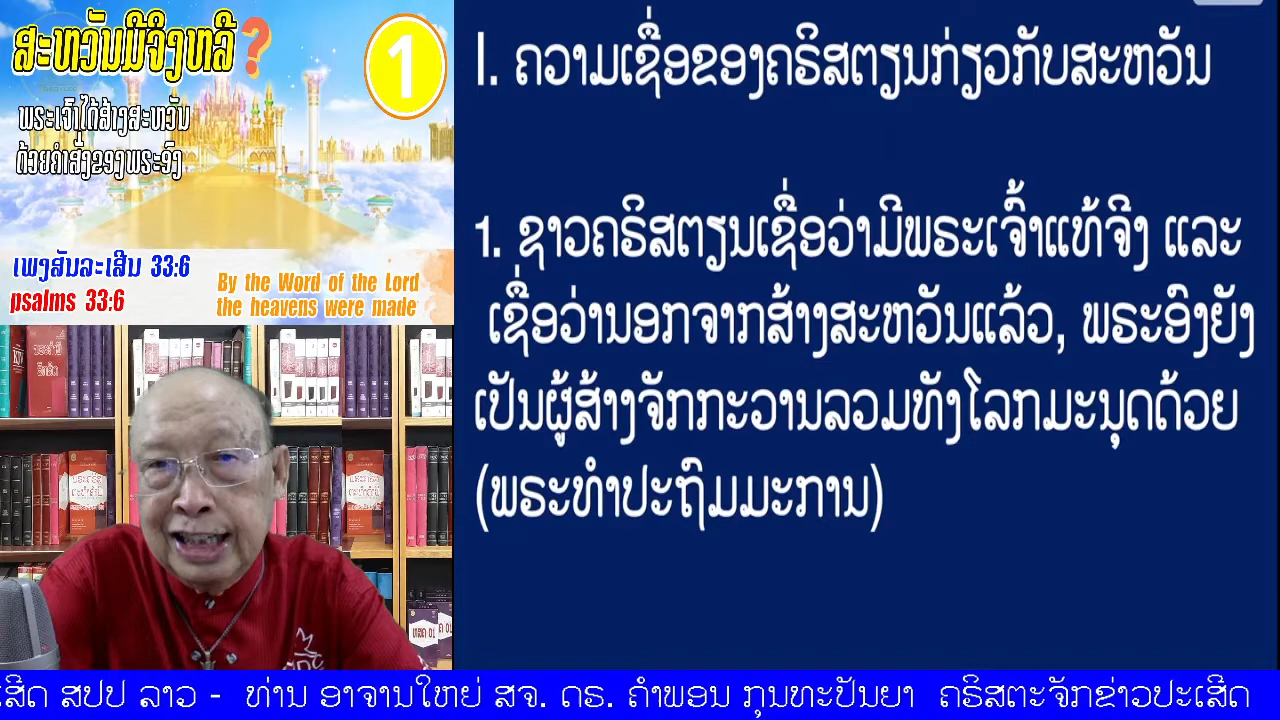 ສະຫວັນມີຈິງຫລື?
1
ພຣະເຈົ້າໄດ້ສ້າງສະຫວັນ
ດ້ວຍຄຳສັ່ງຂອງພຣະອົງ
ເພງສັນລະເສີນ 33:6
psalms 33:6
By the Word of the Lord
the heavens were made
I. ຄວາມເຊື່ອຂອງຄຣິສຕຽນກ່ຽວກັບສະຫວັນ
1. ຊາວຄຣິສຕຽນເຊື່ອວ່າມີພຣະເຈົ້າແທ້ຈີງ ແລະ
ເຊື່ອວ່ານອກຈາກສ້າງສະຫວັນແລ້ວ, ພຣະອົງຍັງ
ເປັນຜູ້ສ້າງຈັກກະວານລວມທັງໂລກມະນຸດດ້ວຍ
(ພຣະທຳປະຖົມມະການ)
ສປປ ລາວ - ທ່ານ ອາຈານໃຫຍ່ ສຈ. ດຣ. ຄຳພອນ ກຸນທະປັນຍາ ຄຣິສຕະຈັກຂ່າວປະເສີດ